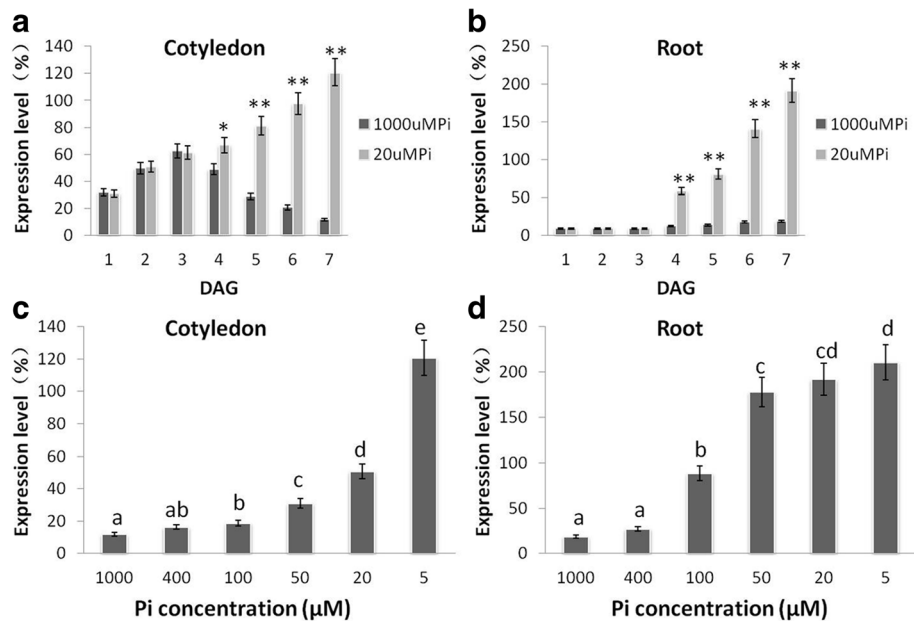 a
Cotyledon
Expression level（%）
140
120
100
80
60
40
20
0
*
**
**
**
1 2 3 4 5 6 7
DAG
1000uMPi
20uMPi
b
Root
Expression level（%）
250
200
150
100
50
0
**
**
**
**
1 2 3 4 5 6 7
DAG
1000uMPi
20uMPi
c
Cotyledon
Expression level（%）
140
120
100
80
60
40
20
0
a ab b c d e
1000 400 100 50 20 5
Pi concentration (μM)
d
Root
Expression level（%）
250
200
150
100
50
0
a a b c cd d
1000 400 100 50 20 5
Pi concentration (μM)